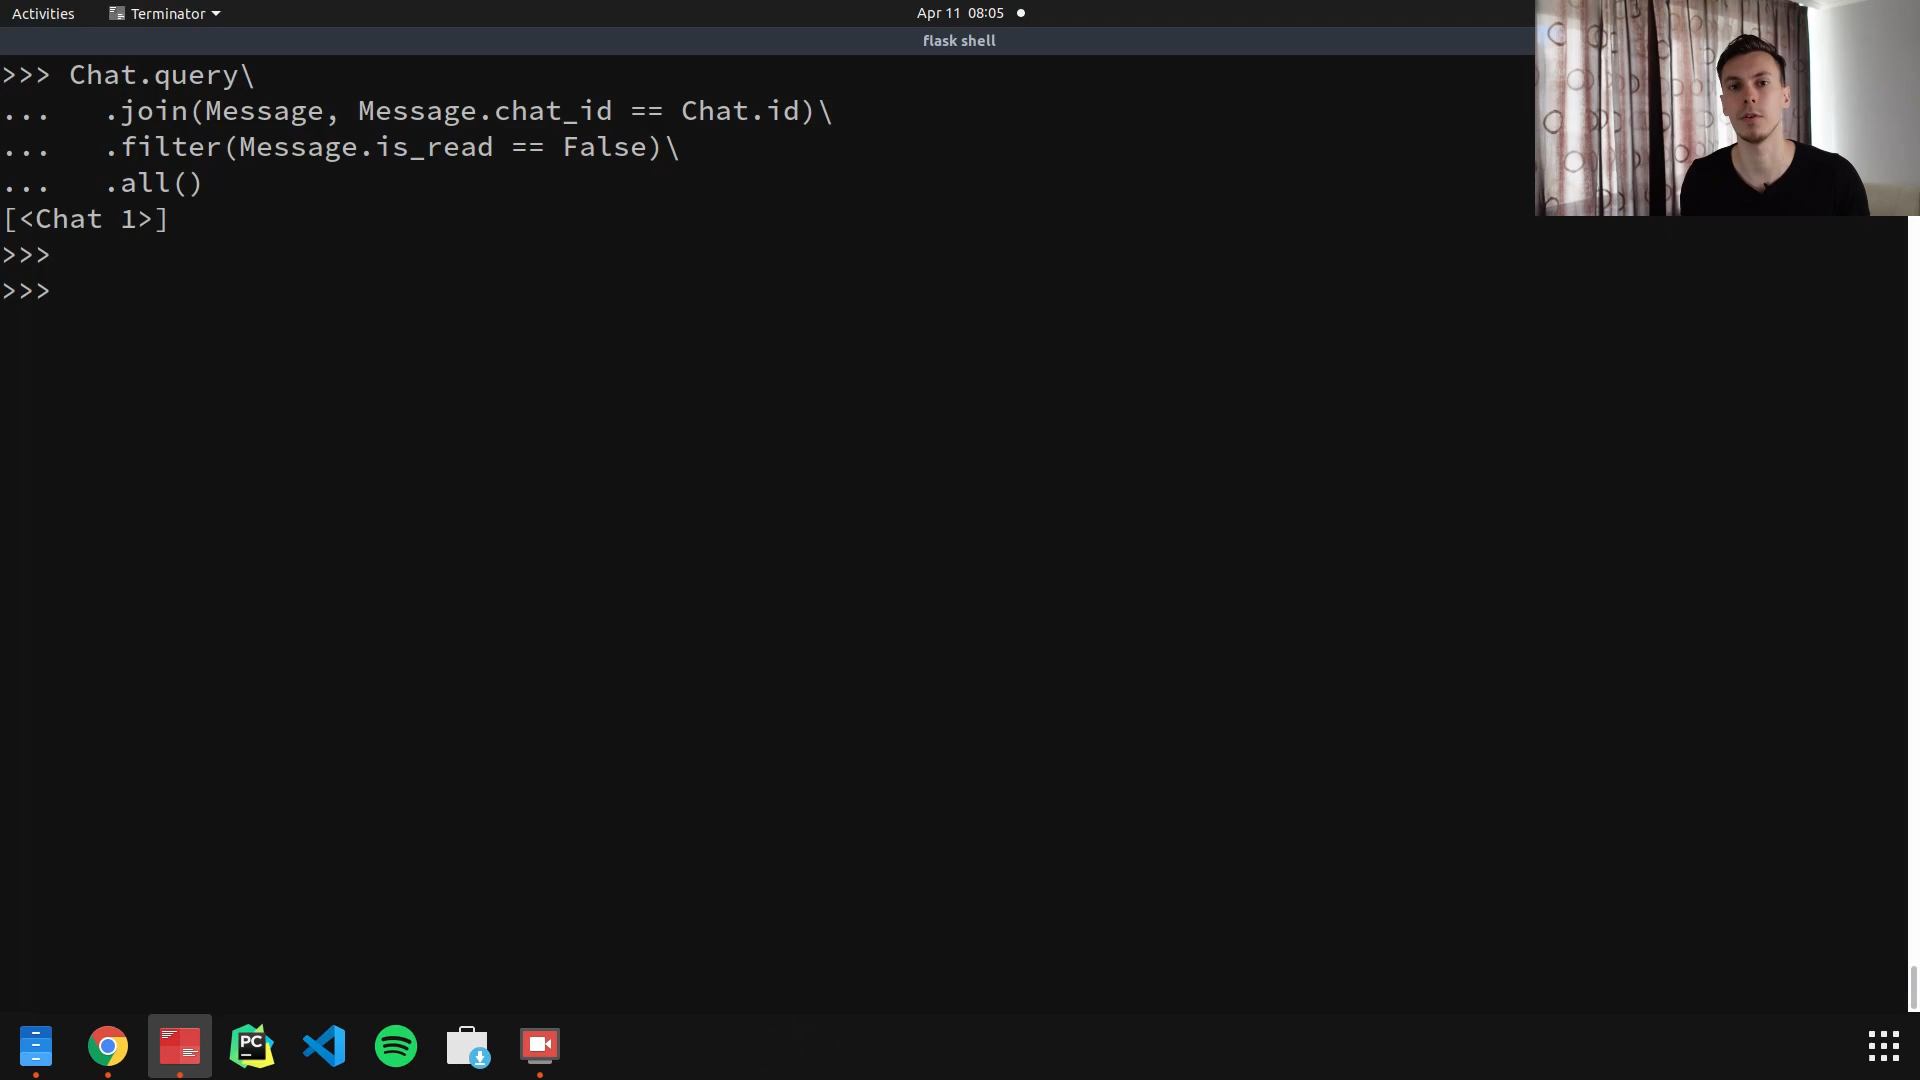 Activities Terminator Apr 11 08:05
flask shell
>>> Chat.query\
...   .join(Message, Message.chat_id == Chat.id)\
...   .filter(Message.is_read == False)\
...   .all()
[<Chat 1>]
>>>
>>>
PC